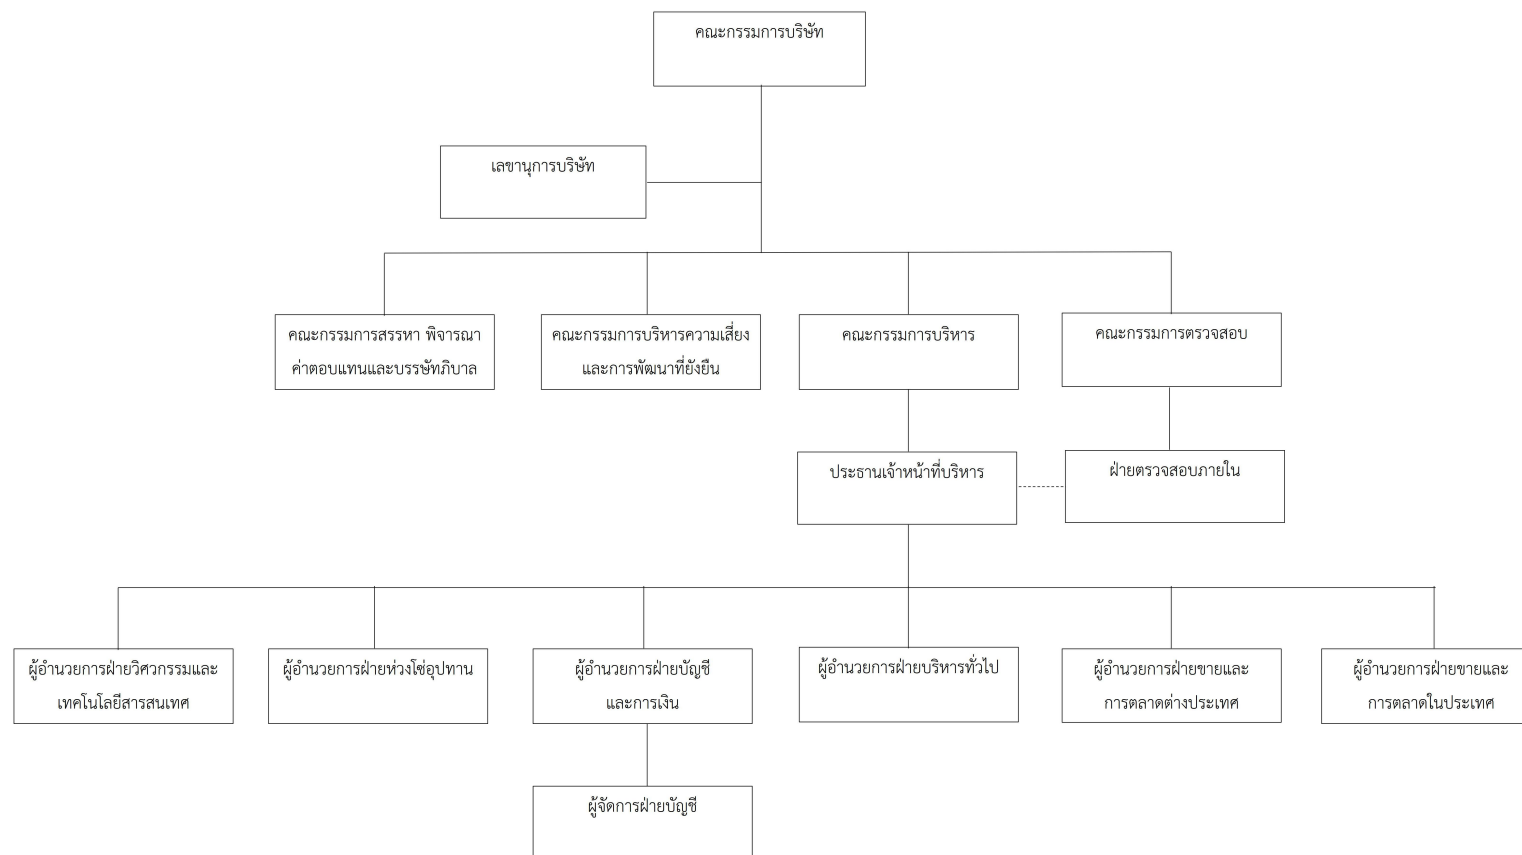 คณะกรรมการบริษัท
เลขานุการบริษัท
คณะกรรมการสรรหา พิจารณา
ค่าตอบแทนและบรรษัทภิบาล
คณะกรรมการบริหารความเสี่ยง
และการพัฒนาที่ยังยืน
คณะกรรมการบริหาร
คณะกรรมการตรวจสอบ
ประธานเจ้าหน้าที่บริหาร
ฝ่ายตรวจสอบภายใน
ผู้อำนวยการฝ่ายวิศวกรรมและ
เทคโนโลยีสารสนเทศ
ผู้อำนวยการฝ่ายห่วงโซ่อุปทาน
ผู้อำนวยการฝ่ายบัญชี
และการเงิน
ผู้อำนวยการฝ่ายบริหารทั่วไป
ผู้อำนวยการฝ่ายขายและ
การตลาดต่างประเทศ
ผู้อำนวยการฝ่ายขายและ
การตลาดในประเทศ
ผู้จัดการฝ่ายบัญชี